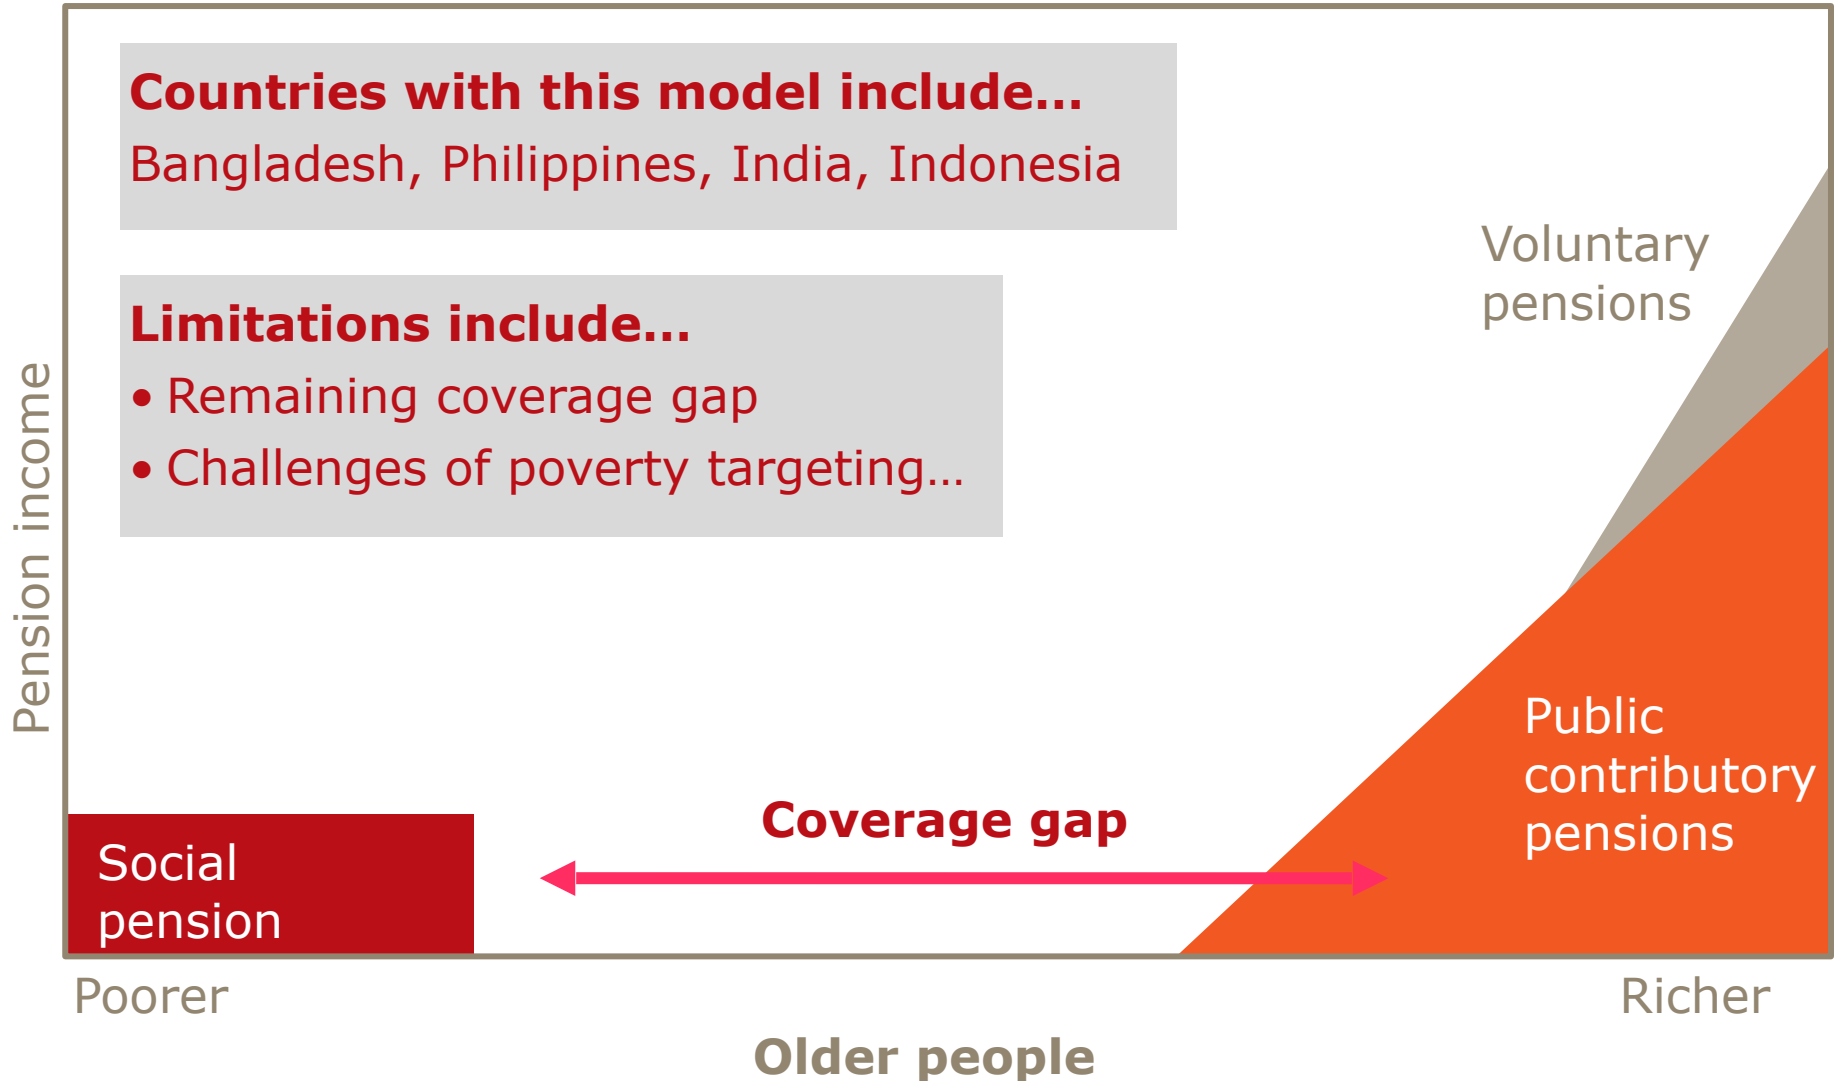 Countries with this model include…
Bangladesh, Philippines, India, Indonesia
Limitations include…
• Remaining coverage gap
• Challenges of poverty targeting…
Voluntary
pensions
Pension income
Public
contributory
pensions
Coverage gap
Social
pension
Poorer
Richer
Older people